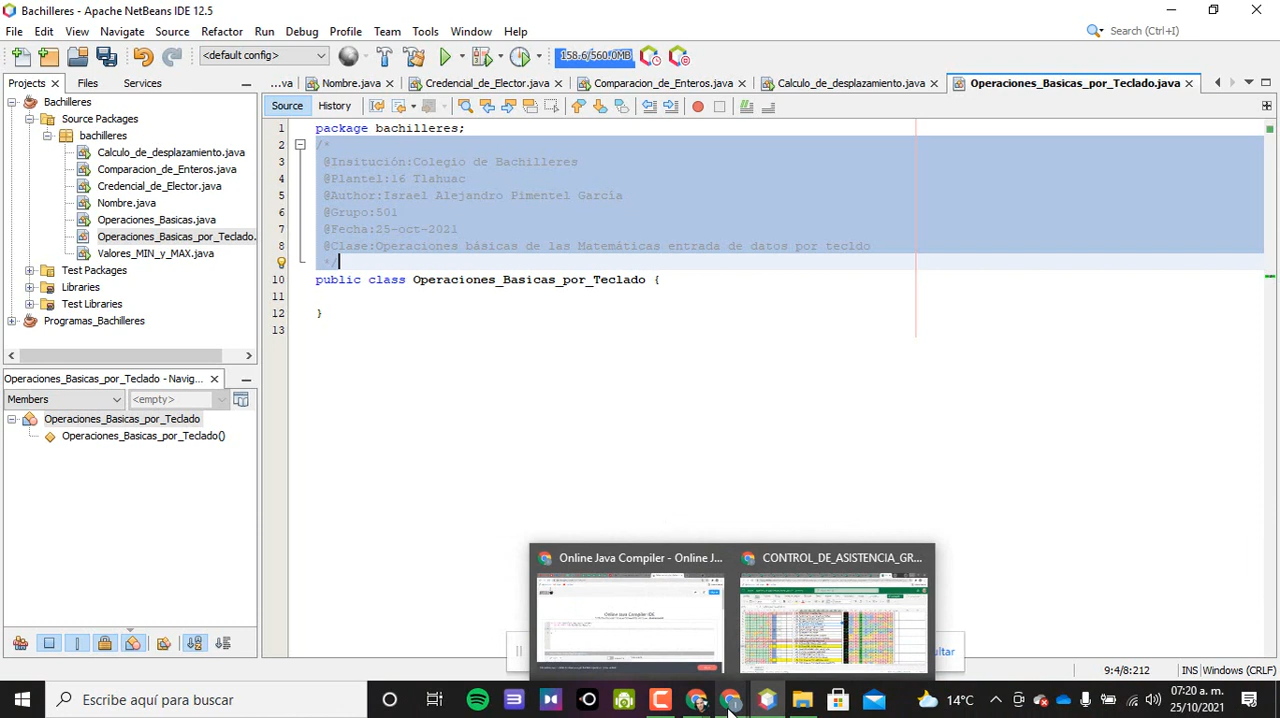 Bachilleres - Apache NetBeans IDE 12.5
File Edit View Navigate Source Refactor Run Debug Profile Team Tools Window Help
Search (Ctrl+I)
<default config>
158.6/560.0MB
Projects Files Services
...va Nombre.java Credencial_de_Elector.java Comparacion_de_Enteros.java Calculo_de_desplazamiento.java Operaciones_Basicas_por_Teclado.java
Source History
Bachilleres
Source Packages
bachilleres
Calculo_de_desplazamiento.java
Comparacion_de_Enteros.java
Credencial_de_Elector.java
Nombre.java
Operaciones_Basicas.java
Operaciones_Basicas_por_Teclado.
Valores_MIN_y_MAX.java
Test Packages
Libraries
Test Libraries
Programas_Bachilleres
1 package bachilleres;
2 /*
3 @Insitución:Colegio de Bachilleres
4 @Plantel:16 Tlahuac
5 @Author:Israel Alejandro Pimentel García
6 @Grupo:501
7 @Fecha:25-oct-2021
8 @Clase:Operaciones básicas de las Matemáticas entrada de datos por tecldo
*/
10 public class Operaciones_Basicas_por_Teclado {
11
12 }
13
Operaciones_Basicas_por_Teclado - Navig...
Members <empty>
Operaciones_Basicas_por_Teclado
Operaciones_Basicas_por_Teclado()
Online Java Compiler - Online J...
CONTROL_DE_ASISTENCIA_GR...
Online Java Compiler IDE
ultar
9:4/8:212 INS Windows (CRLF)
Escribe aquí para buscar
14°C
25/10/2021